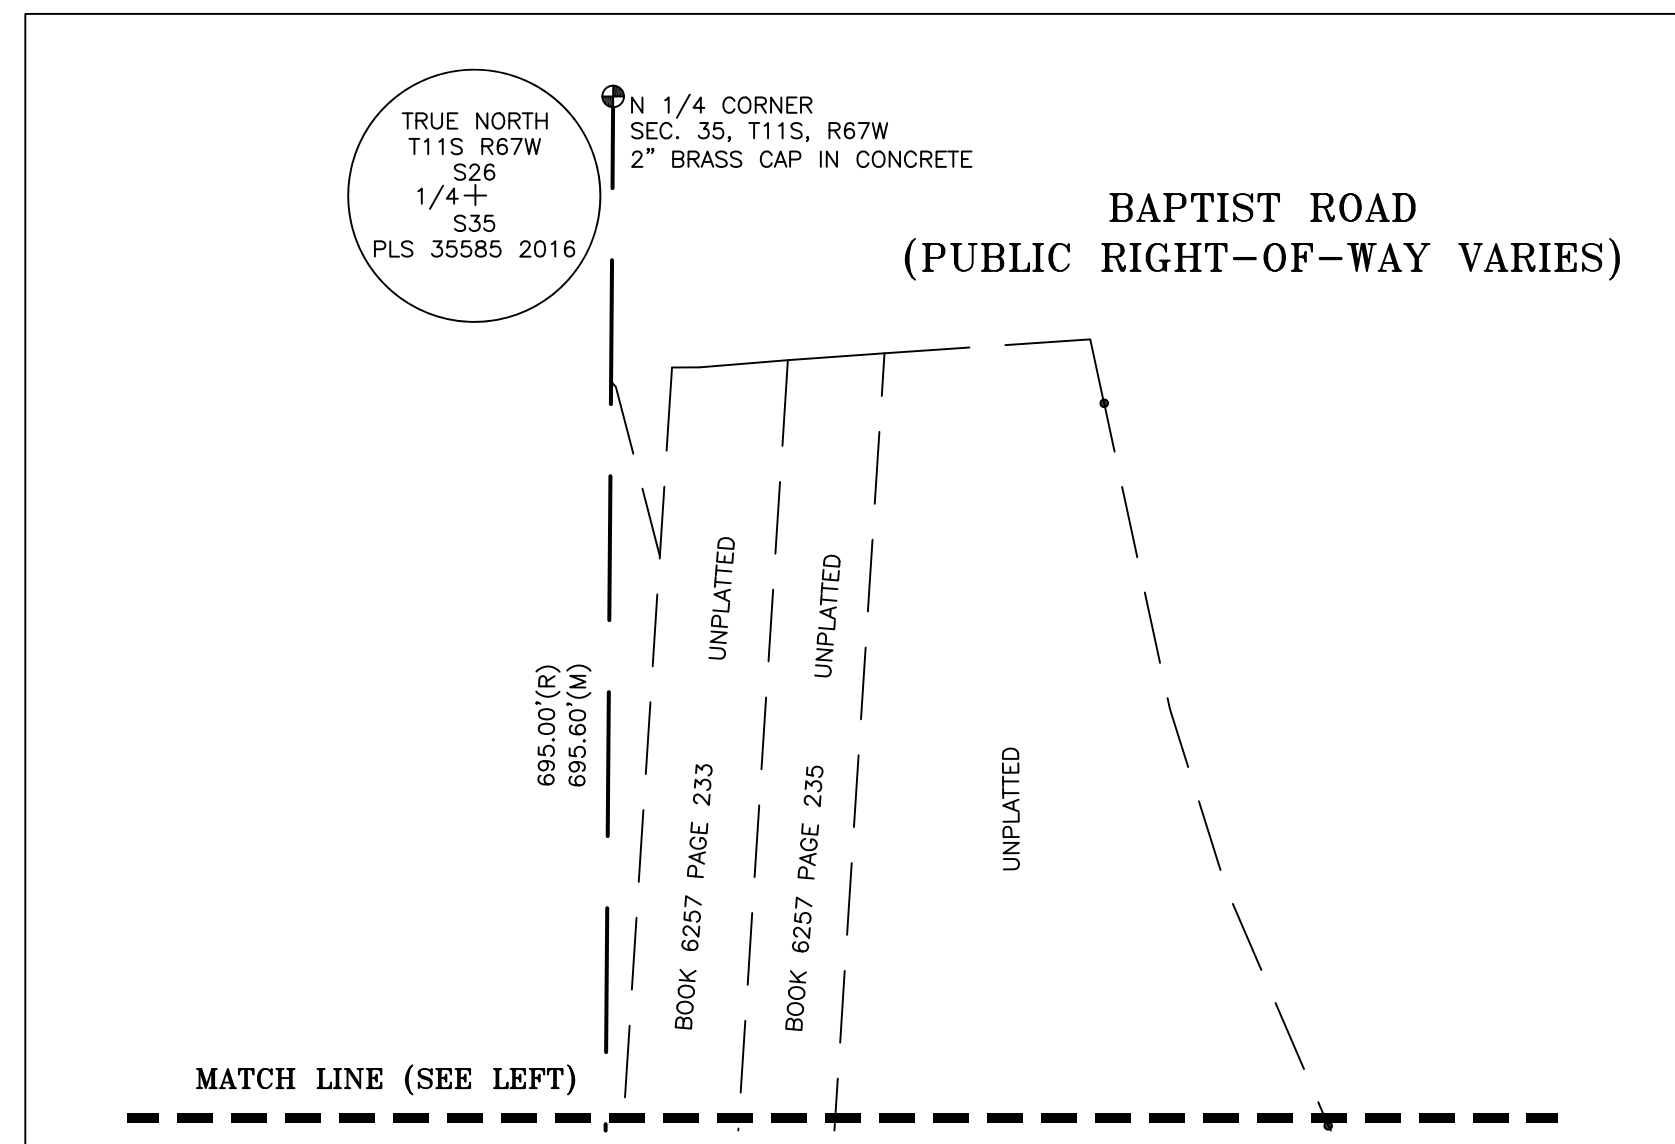 TRUE NORTH
T11S R67W
S26
1/4
S35
PLS 35585 2016
N 1/4 CORNER
SEC. 35, T11S, R67W
2" BRASS CAP IN CONCRETE
BAPTIST ROAD
(PUBLIC RIGHT-OF-WAY VARIES)
695.00'(R)
695.60'(M)
UNPLATTED
BOOK 6257 PAGE 233
UNPLATTED
BOOK 6257 PAGE 235
UNPLATTED
MATCH LINE (SEE LEFT)